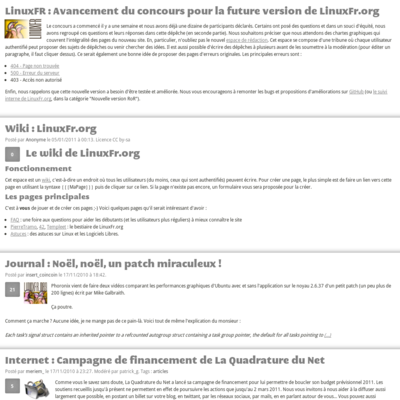 LinuxFR : Avancement du concours pour la future version de LinuxFr.org
Le concours a commencé il y a une semaine et nous avons déjà une dizaine de participants déclarés. Certains ont posé des questions et dans un souci d'équité, nous
avons regroupé vos questions et leurs réponses dans cette dépêche (en seconde partie). Nous souhaitons préciser que nous attendons des chartes graphiques qui
couvrent l'intégralité des pages du nouveau site. En, particulier, n'oubliez pas le nouvel espace de rédaction. Cet espace se compose d'une tribune où chaque utilisateur
authentifié peut proposer des sujets de dépêches ou venir chercher des idées. Il est aussi possible d'écrire des dépêches à plusieurs avant de les soumettre à la modération (pour éditer un
paragraphe, il faut cliquer dessus). Ce serait également une bonne idée de proposer des pages d'erreurs originales. Les principales erreurs sont :
404 - Page non trouvée
500 - Erreur du serveur
403 - Accès non autorisé
Enfin, nous rappelons que cette nouvelle version a besoin d'être testée et améliorée. Nous vous encourageons à remonter les bugs et propositions d'améliorations sur GitHub (ou le suivi
interne de LinuxFr.org, dans la catégorie "Nouvelle version RoR").
Wiki : LinuxFr.org
Posté par Anonyme le 05/01/2011 à 00:13. Licence CC by-sa
Le wiki de LinuxFr.org
Fonctionnement
Cet espace est un wiki, c'est-à-dire un endroit où tous les utilisateurs (du moins, ceux qui sont authentifiés) peuvent écrire. Pour créer une page, le plus simple est de faire un lien vers cette
page en utilisant la syntaxe [[[MaPage]]] puis de cliquer sur ce lien. Si la page n'existe pas encore, un formulaire vous sera proposée pour la créer.
Les pages principales
C'est à vous de jouer et de créer ces pages ;-) Voici quelques pages qu'il serait intéressant d'avoir :
FAQ : une foire aux questions pour aider les débutants (et les utilisateurs plus réguliers) à mieux connaître le site
PierreTramo, 42, Templeet : le bestiaire de LinuxFr.org
Astuces : des astuces sur Linux et les Logiciels Libres.
Journal : Noël, noël, un patch miraculeux !
Posté par insert_coincoin le 17/11/2010 à 18:42.
Phoronix vient de faire deux vidéos comparant les performances graphiques d'Ubuntu avec et sans l'application sur le noyau 2.6.37 d'un petit patch (un peu plus de
200 lignes) écrit par Mike Galbraith.
Ça poutre.
Comment ça marche ? Aucune idée, je ne mange pas de ce pain-là. Voici tout de même l'explication du monsieur :
Each task's signal struct contains an inherited pointer to a refcounted autogroup struct containing a task group pointer, the default for all tasks pointing to (...)
Internet : Campagne de financement de La Quadrature du Net
Comme vous le savez sans doute, La Quadrature du Net a lancé sa campagne de financement pour lui permettre de boucler son budget prévisionnel 2011. Les
soutiens recueillis jusqu'à présent ne permettent en effet de poursuivre les actions que jusqu'au 2 mars 2011. Nous vous invitons à nous aider à la diffuser aussi
largement que possible, en postant un billet sur votre blog, en twittant, par les réseaux sociaux, par mails, en en parlant autour de vous... Vous pouvez aussi